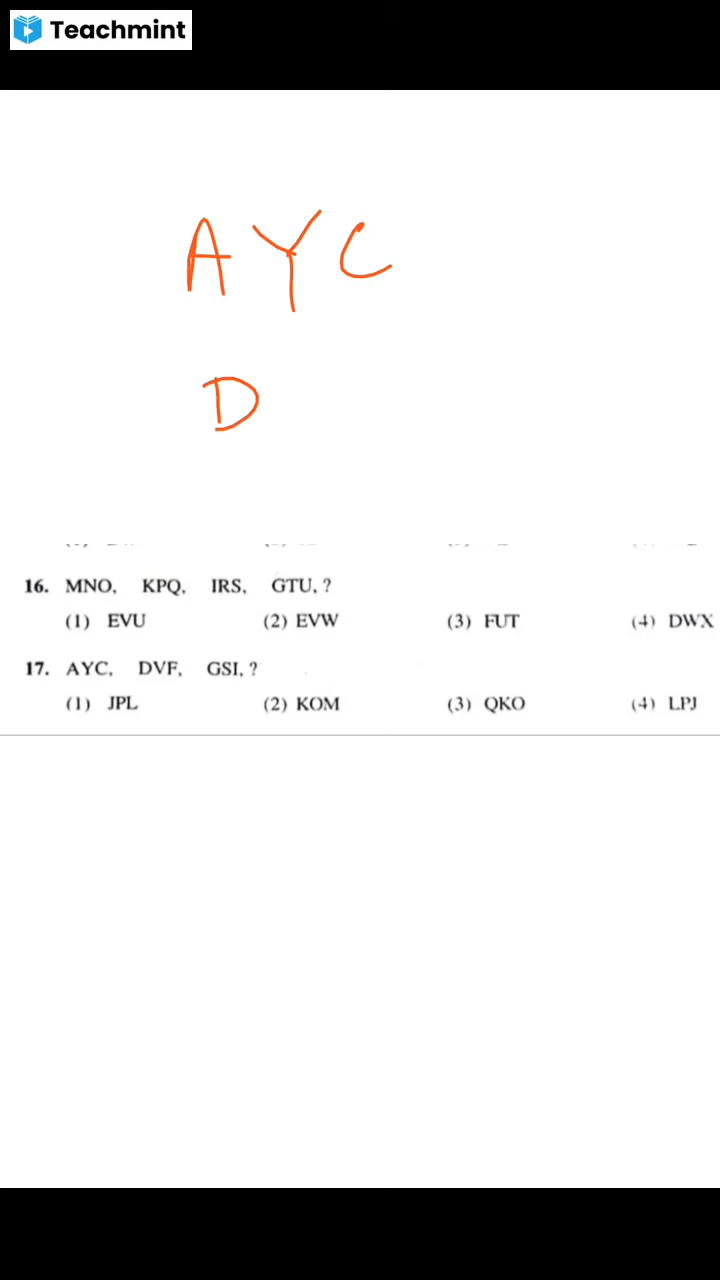 Teachmint
AYC
D
16. MNO, KPQ, IRS, GTU, ?
(1) EVU (2) EVW (3) FUT (4) DWX
17. AYC, DVF, GSI, ?
(1) JPL (2) KOM (3) QKO (4) LPJ